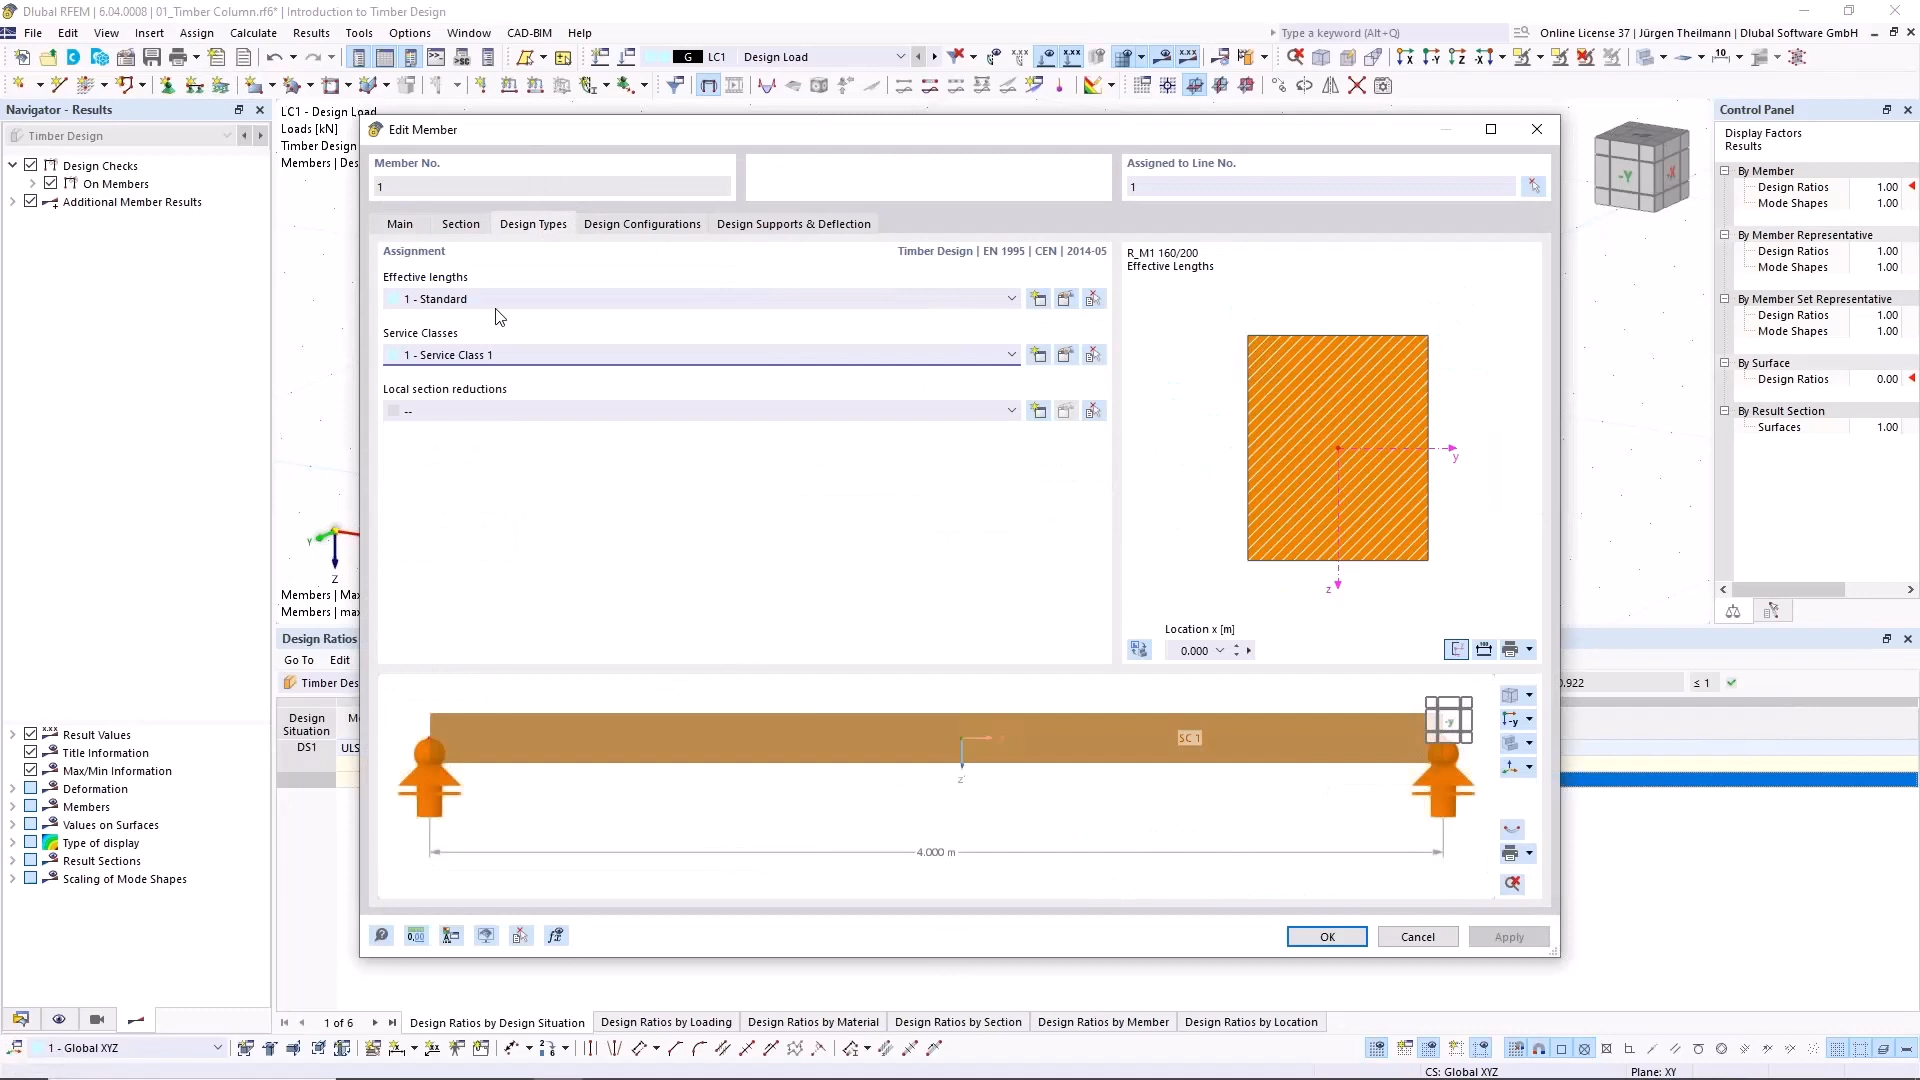 Dlubal RFEM | 6.04.0008 | 01_Timber Column.rf6* | Introduction to Timber Design
File Edit View Insert Assign Calculate Results Tools Options Window CAD-BIM Help
Type a keyword (Alt+Q)
Online License 37 | Jürgen Theilmann | Dlubal Software GmbH
G LC1 Design Load
Navigator - Results
Timber Design
Design Checks
On Members
Additional Member Results
Result Values
Title Information
Max/Min Information
Deformation
Members
Values on Surfaces
Type of display
Result Sections
Scaling of Mode Shapes
LC1 - Design Load
Loads [kN]
Timber Design
Members | Des
Y
Z
Members | Max
Members | max
Edit Member
Member No.
1
Assigned to Line No.
1
Main Section Design Types Design Configurations Design Supports & Deflection
Assignment
Timber Design | EN 1995 | CEN | 2014-05
Effective lengths
1 - Standard
Service Classes
1 - Service Class 1
Local section reductions
--
R_M1 160/200
Effective Lengths
y
z
Location x [m]
0.000
SC 1
z
4.000 m
-y
OK Cancel Apply
Control Panel
Display Factors
Results
By Member
Design Ratios 1.00
Mode Shapes 1.00
By Member Representative
Design Ratios 1.00
Mode Shapes 1.00
By Member Set Representative
Design Ratios 1.00
Mode Shapes 1.00
By Surface
Design Ratios 0.00
By Result Section
Surfaces 1.00
-Y
-X
Design Ratios
Go To Edit
Timber Des
.922 ≤ 1
Design
Situation
DS1 ULS
1 of 6
Design Ratios by Design Situation Design Ratios by Loading Design Ratios by Material Design Ratios by Section Design Ratios by Member Design Ratios by Location
1 - Global XYZ
CS: Global XYZ
Plane: XY